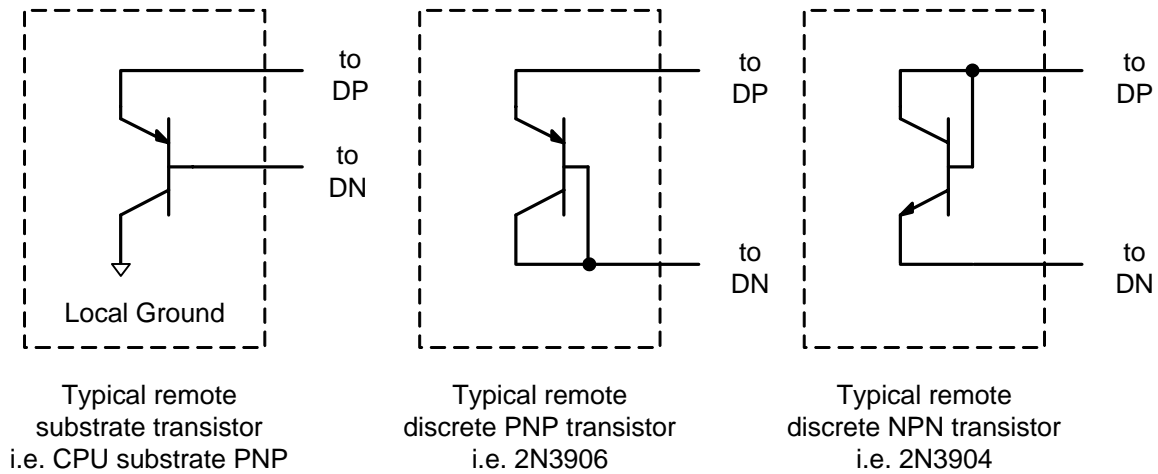 to
DP
to
DN
Local Ground
Typical remote
substrate transistor
i.e. CPU substrate PNP
to
DP
to
DN
Typical remote
discrete PNP transistor
i.e. 2N3906
to
DP
to
DN
Typical remote
discrete NPN transistor
i.e. 2N3904